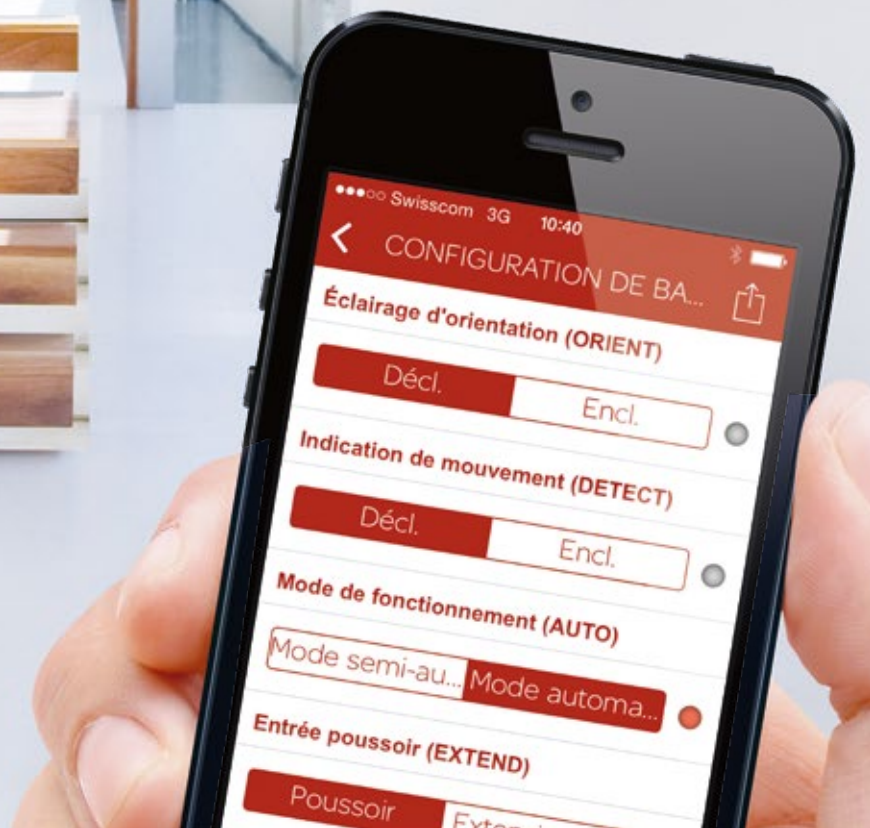 Swisscom 3G 10:40
CONFIGURATION DE BA...
Éclairage d'orientation (ORIENT)
Décl. Encl.
Indication de mouvement (DETECT)
Décl. Encl.
Mode de fonctionnement (AUTO)
Mode semi-au... Mode automa...
Entrée poussoir (EXTEND)
Poussoir